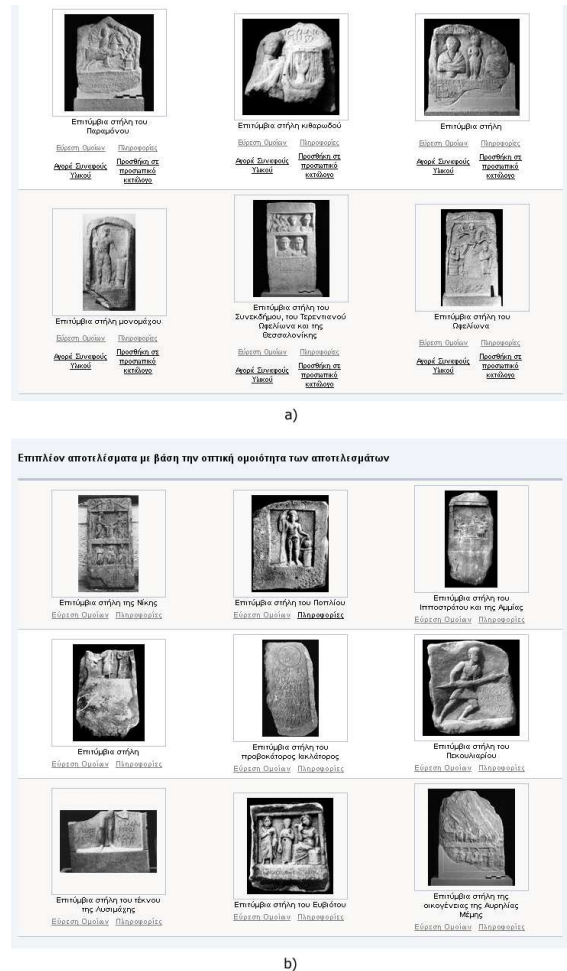 Επιτύμβια στήλη του
Παραμόνου
Εύρεση Ομοίων Πληροφορίες
Αγορά Συναφούς
Υλικού
Προσθήκη σε
προσωπικό
κατάλογο
Επιτύμβια στήλη κιθαρωδού
Εύρεση Ομοίων Πληροφορίες
Αγορά Συναφούς
Υλικού
Προσθήκη σε
προσωπικό
κατάλογο
Επιτύμβια στήλη
Εύρεση Ομοίων Πληροφορίες
Αγορά Συναφούς
Υλικού
Προσθήκη σε
προσωπικό
κατάλογο
Επιτύμβια στήλη μονομάχου
Εύρεση Ομοίων Πληροφορίες
Αγορά Συναφούς
Υλικού
Προσθήκη σε
προσωπικό
κατάλογο
Επιτύμβια στήλη του
Συνεκδήμου, του Τερεντιανού
Ωφελίωνα και της
Θεσσαλονίκης
Εύρεση Ομοίων Πληροφορίες
Αγορά Συναφούς
Υλικού
Προσθήκη σε
προσωπικό
κατάλογο
Επιτύμβια στήλη του
Ωφελίωνα
Εύρεση Ομοίων Πληροφορίες
Αγορά Συναφούς
Υλικού
Προσθήκη σε
προσωπικό
κατάλογο
a)
Επιπλέον αποτελέσματα με βάση την οπτική ομοιότητα των αποτελεσμάτων
Επιτύμβια στήλη της Νίκης
Εύρεση Ομοίων Πληροφορίες
Επιτύμβια στήλη του Ποπλίου
Εύρεση Ομοίων Πληροφορίες
Επιτύμβια στήλη του
Ιπποστράτου και της Αμμίας
Εύρεση Ομοίων Πληροφορίες
Επιτύμβια στήλη
Εύρεση Ομοίων Πληροφορίες
Επιτύμβια στήλη του
προβοκάτορος Ιακλάτορος
Εύρεση Ομοίων Πληροφορίες
Επιτύμβια στήλη του
Πεκουλιαρίου
Εύρεση Ομοίων Πληροφορίες
Επιτύμβια στήλη του τέκνου
της Λυσιμάχης
Εύρεση Ομοίων Πληροφορίες
Επιτύμβια στήλη του Ευβιότου
Εύρεση Ομοίων Πληροφορίες
Επιτύμβια στήλη της
οικογένειας της Αυρηλίας
Μέμης
Εύρεση Ομοίων Πληροφορίες
b)